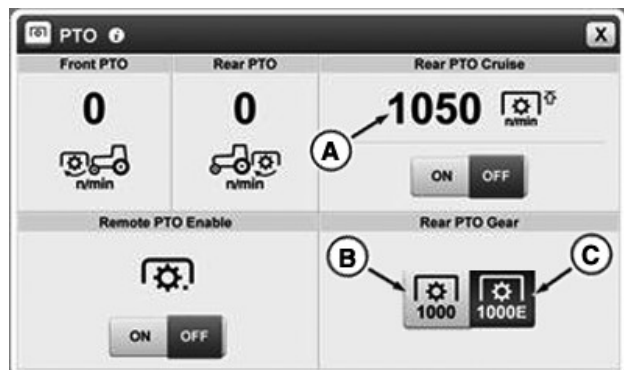 PTO i X
Front PTO
Rear PTO
Rear PTO Cruise
0
0
1050 n/min
A
n/min
n/min
ON OFF
Remote PTO Enable
Rear PTO Gear
B
C
1000 1000E
ON OFF